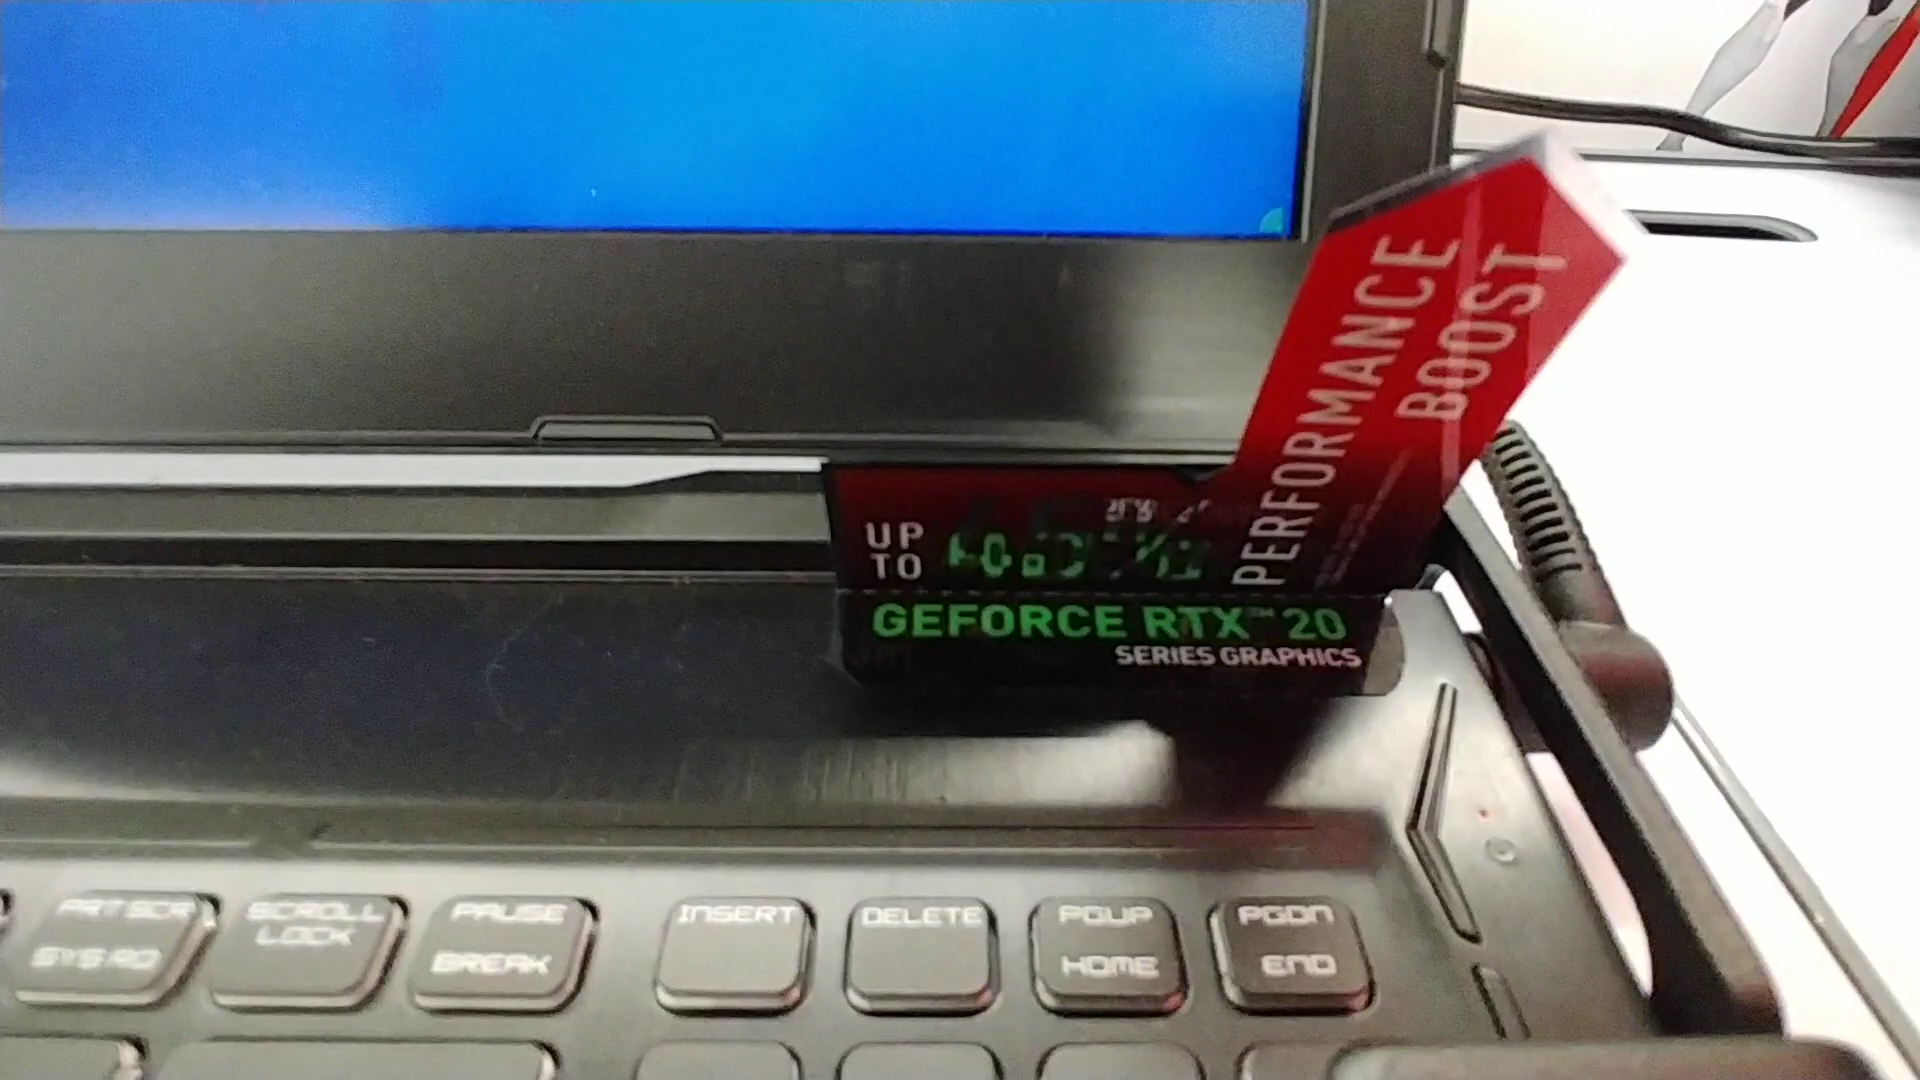 PERFORMANCE
BOOST
UP
TO
GEFORCE RTX™ 20
SERIES GRAPHICS
PRT SCR
SYS RQ
SCROLL
LOCK
PAUSE
BREAK
INSERT
DELETE
PGUP
HOME
PGDN
END